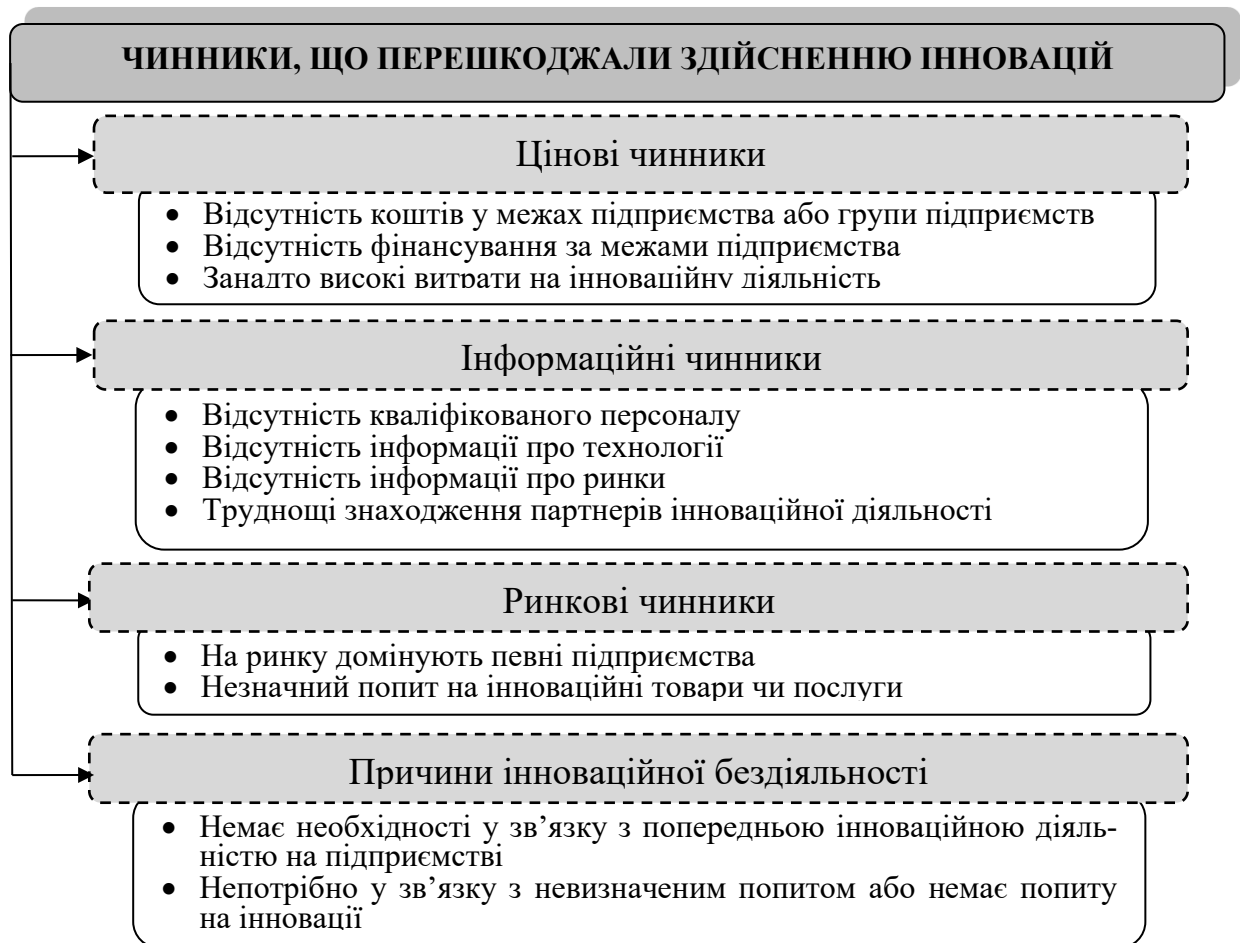 ЧИННИКИ, ЩО ПЕРЕШКОДЖАЛИ ЗДІЙСНЕННЮ ІННОВАЦІЙ
Цінові чинники
• Відсутність коштів у межах підприємства або групи підприємств
• Відсутність фінансування за межами підприємства
• Занадто високі витрати на інноваційну діяльність
Інформаційні чинники
• Відсутність кваліфікованого персоналу
• Відсутність інформації про технології
• Відсутність інформації про ринки
• Труднощі знаходження партнерів інноваційної діяльності
Ринкові чинники
• На ринку домінують певні підприємства
• Незначний попит на інноваційні товари чи послуги
Причини інноваційної бездіяльності
• Немає необхідності у зв’язку з попередньою інноваційною діяль-
ністю на підприємстві
• Непотрібно у зв’язку з невизначеним попитом або немає попиту
на інновації